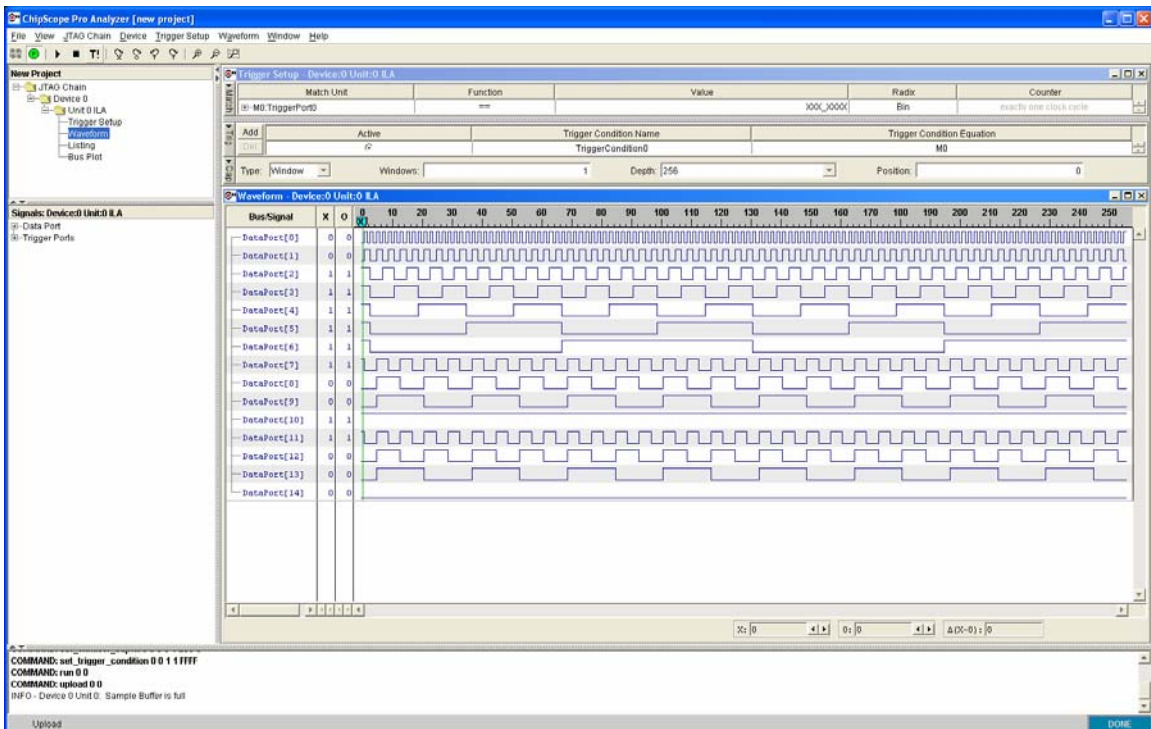 ChipScope Pro Analyzer [new project]
File View JTAG Chain Device Trigger Setup Waveform Window Help
T!
New Project
JTAG Chain
Device 0
Unit 0 ILA
Trigger Setup
Waveform
Listing
Bus Plot
Signals: Device:0 Unit:0 ILA
Data Port
Trigger Ports
Trigger Setup - Device:0 Unit:0 ILA
Match
Match Unit Function Value Radix Counter
M0:TriggerPort0 == XXX_XXXX Bin exactly one clock cycle
Trig
Add Active Trigger Condition Name Trigger Condition Equation
Del TriggerCondition0 M0
Cap
Type: Window Windows: 1 Depth: 256 Position: 0
Waveform - Device:0 Unit:0 ILA
Bus/Signal X O 0 10 20 30 40 50 60 70 80 90 100 110 120 130 140 150 160 170 180 190 200 210 220 230 240 250
X
DataPort[0] 0 0
DataPort[1] 0 0
DataPort[2] 1 1
DataPort[3] 1 1
DataPort[4] 1 1
DataPort[5] 1 1
DataPort[6] 1 1
DataPort[7] 1 1
DataPort[8] 0 0
DataPort[9] 0 0
DataPort[10] 1 1
DataPort[11] 1 1
DataPort[12] 0 0
DataPort[13] 0 0
DataPort[14] 0 0
X: 0 O: 0 Δ(X-O): 0
COMMAND: set_trigger_condition 0 0 1 1 FFFF
COMMAND: run 0 0
COMMAND: upload 0 0
INFO - Device 0 Unit 0: Sample Buffer is full
Upload DONE